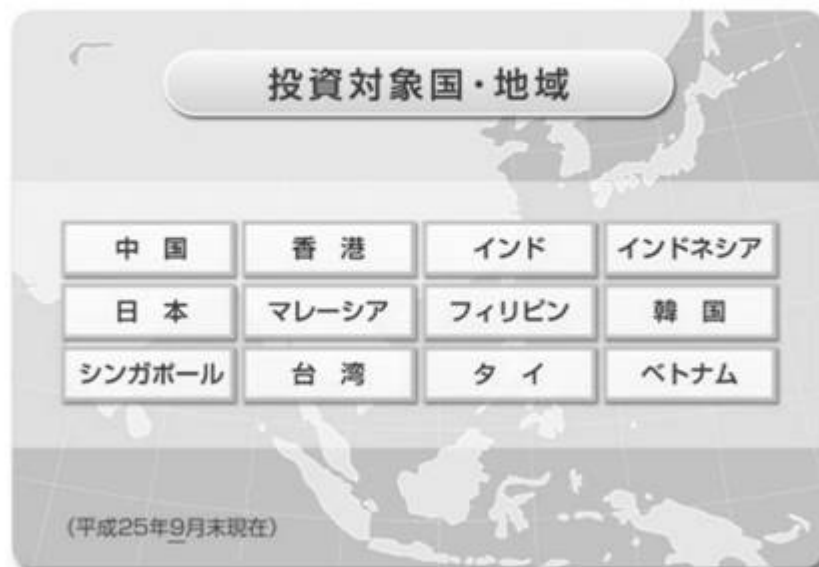 投資対象国・地域
中国 香港 インド インドネシア
日本 マレーシア フィリピン 韓国
シンガポール 台湾 タイ ベトナム
(平成25年9月末現在)